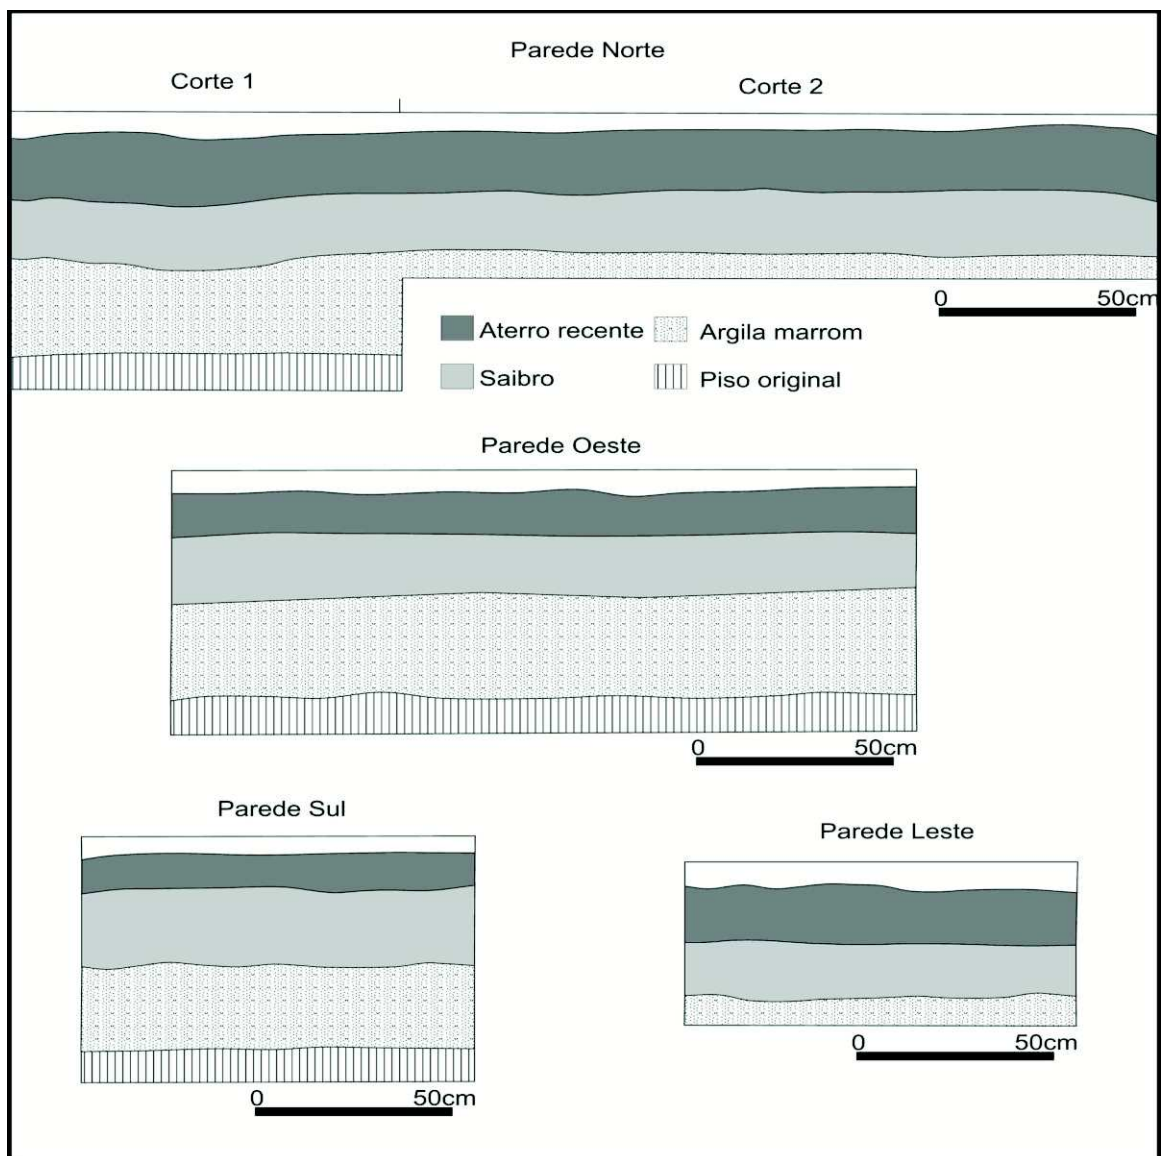 Parede Norte
Corte 1
Corte 2
0 50cm
Aterro recente
Argila marrom
Saibro
Piso original
Parede Oeste
0 50cm
Parede Sul
0 50cm
Parede Leste
0 50cm